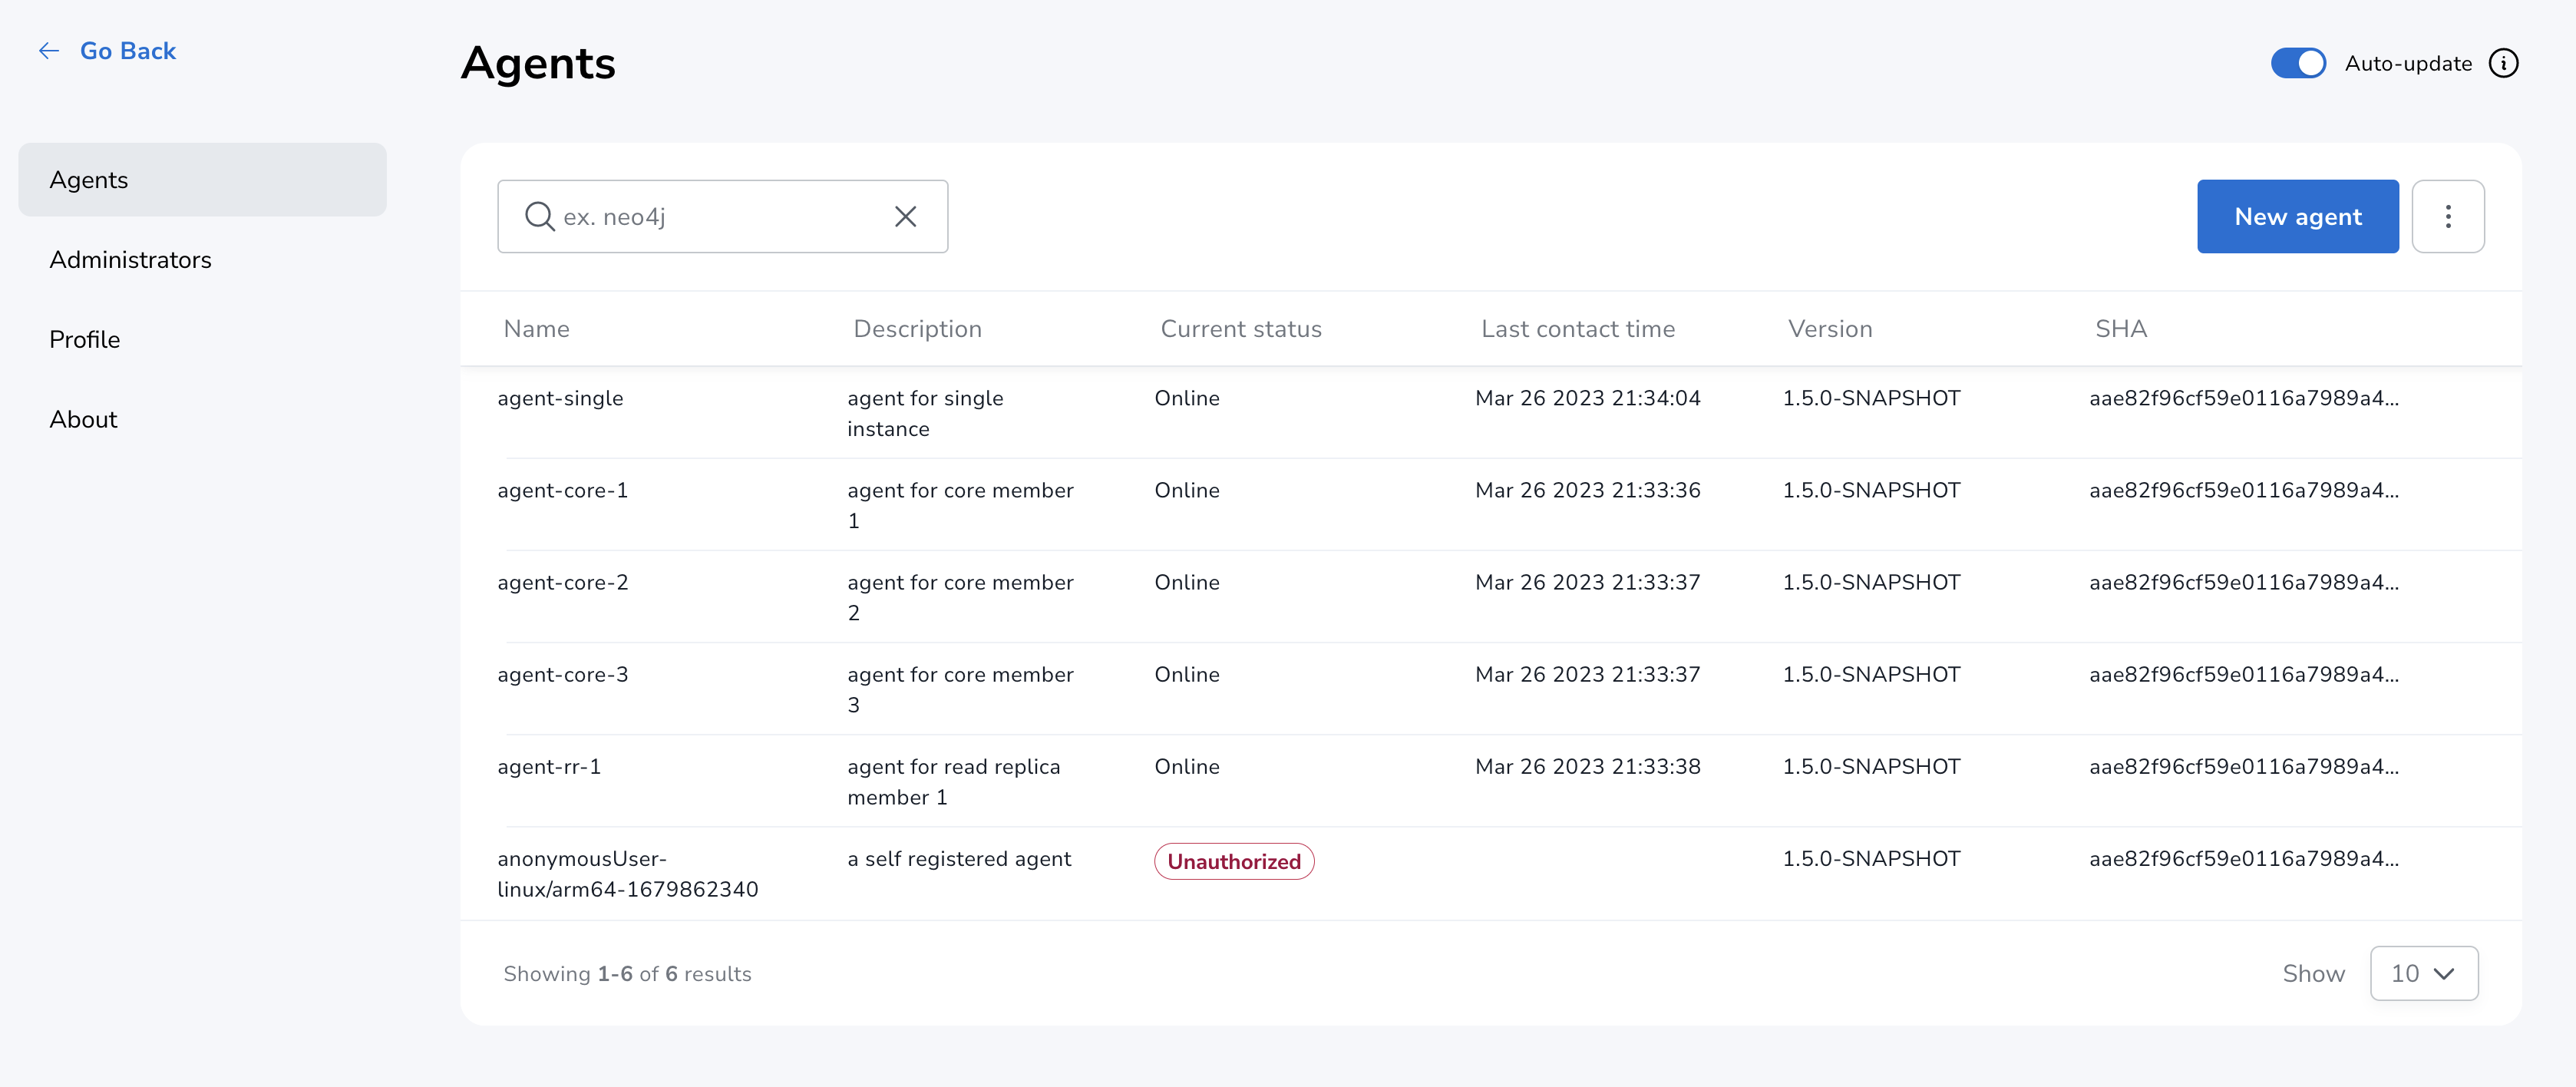 Go Back
Agents
Auto-update
Agents
Administrators
Profile
About
ex. neo4j
New agent
Name Description Current status Last contact time Version SHA
agent-single agent for single Online Mar 26 2023 21:34:04 1.5.0-SNAPSHOT aae82f96cf59e0116a7989a4...
instance
agent-core-1 agent for core member Online Mar 26 2023 21:33:36 1.5.0-SNAPSHOT aae82f96cf59e0116a7989a4...
1
agent-core-2 agent for core member Online Mar 26 2023 21:33:37 1.5.0-SNAPSHOT aae82f96cf59e0116a7989a4...
2
agent-core-3 agent for core member Online Mar 26 2023 21:33:37 1.5.0-SNAPSHOT aae82f96cf59e0116a7989a4...
3
agent-rr-1 agent for read replica Online Mar 26 2023 21:33:38 1.5.0-SNAPSHOT aae82f96cf59e0116a7989a4...
member 1
anonymousUser- a self registered agent Unauthorized 1.5.0-SNAPSHOT aae82f96cf59e0116a7989a4...
linux/arm64-1679862340
Showing 1-6 of 6 results
Show 10